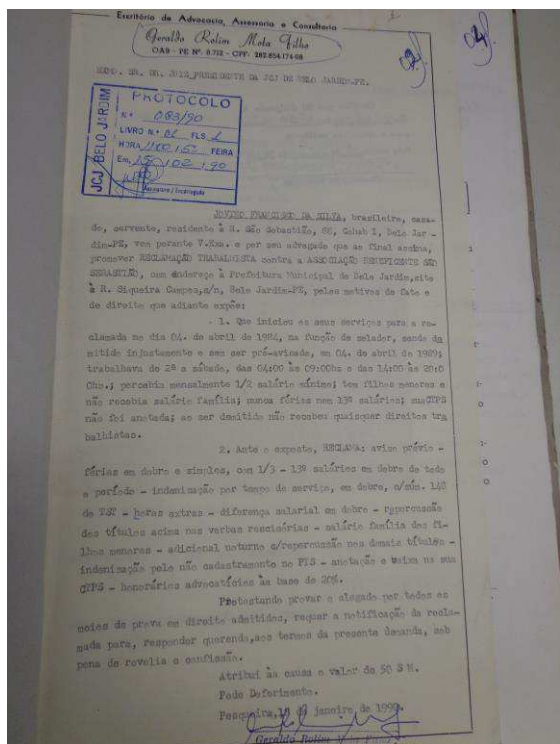 Escritório de Advocacia, Assessoria e Consultoria
Geraldo Rolim Mota Filho
OAB - PE Nº 8.712 - CPF: 282.854.174-68
02
04
EXMO. SR. DR. JUIZ PRESIDENTE DA JCJ DE BELO JARDIM-PE.
JCJ BELO JARDIM
PROTOCOLO
N.º 083/90
LIVRO N.º 02 FLS.
HORA 11:00 FEIRA
Em, 15 / 02 / 90
JOVINO FRANCISCO DA SILVA, brasileiro, casa-
do, servente, residente à R. São Sebastião, 88, Cohab I, Belo Jar-
dim-PE, vem perante V.Exa. e por seu advogado que ao final assina,
promover RECLAMAÇÃO TRABALHISTA contra a ASSOCIAÇÃO BENEFICENTE SÃO
SEBASTIÃO, com endereço à Prefeitura Municipal de Belo Jardim, sito
à R. Siqueira Campos, s/n, Belo Jardim-PE, pelos motivos de fato e
de direito que adiante expõe:
1. Que iniciou os seus serviços para a re-
clamada no dia 04. de abril de 1984, na função de zelador, sendo de
mitido injustamente e sem ser pré-avisado, em 04. de abril de 1989;
trabalhava de 2ª a sábado, das 04:00 às 09:00hs e das 14:00 às 20:0
0hs.; percebia mensalmente 1/2 salário mínimo; tem filhos menores e
não recebia salário família; nunca férias nem 13º salários; sua CTPS
não foi anotada; ao ser demitido não recebeu quaisquer direitos tra
balhistas.
2. Ante o exposto, RECLAMA: aviso prévio -
férias em dobro e simples, com 1/3 - 13º salários em dobro de todo
o período - indenização por tempo de serviço, em dobro, c/súm. 148
do TST - horas extras - diferença salarial em dobro - repercussão
dos títulos acima nas verbas rescisórias - salário família dos fi-
lhos menores - adicional noturno c/repercussão nos demais títulos -
indenização pelo não cadastramento no PIS - anotação e baixa na sua
CTPS - honorários advocatícios às base de 20%.
Protestando provar o alegado por todos os
meios de prova em direito admitidos, requer a notificação da recla-
mada para, responder querendo, aos termos da presente demanda, sob
pena de revelia e confissão.
Atribui às causa o valor de 50 S M.
Pede Deferimento.
Pesqueira, de janeiro de 1990.
Geraldo Rolim Mota Filho